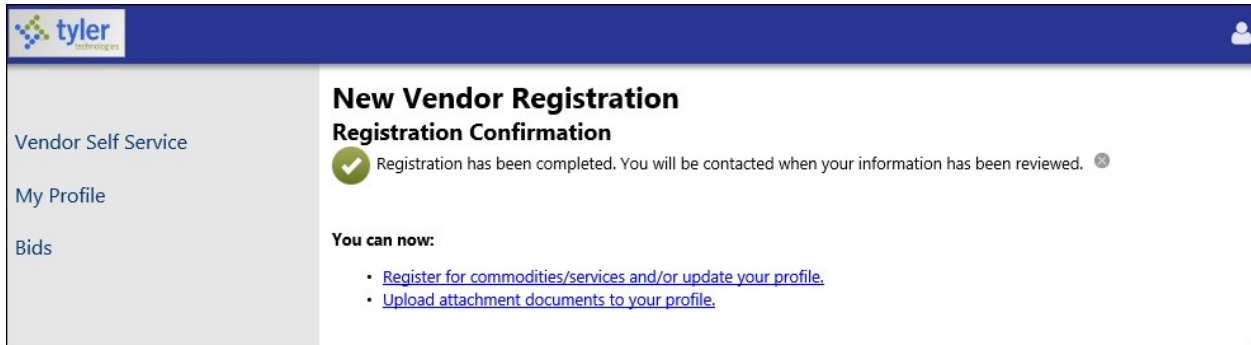 tyler
technologies
Vendor Self Service
My Profile
Bids
New Vendor Registration
Registration Confirmation
Registration has been completed. You will be contacted when your information has been reviewed.
You can now:
• Register for commodities/services and/or update your profile.
• Upload attachment documents to your profile.